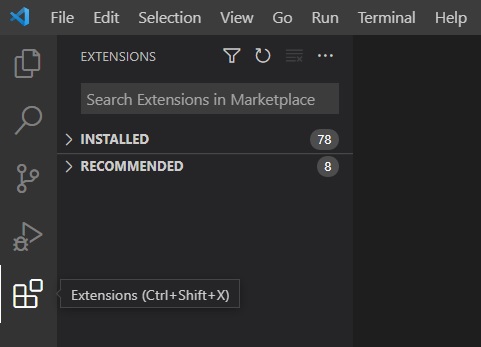 File Edit Selection View Go Run Terminal Help
EXTENSIONS
Search Extensions in Marketplace
INSTALLED 78
RECOMMENDED 8
Extensions (Ctrl+Shift+X)